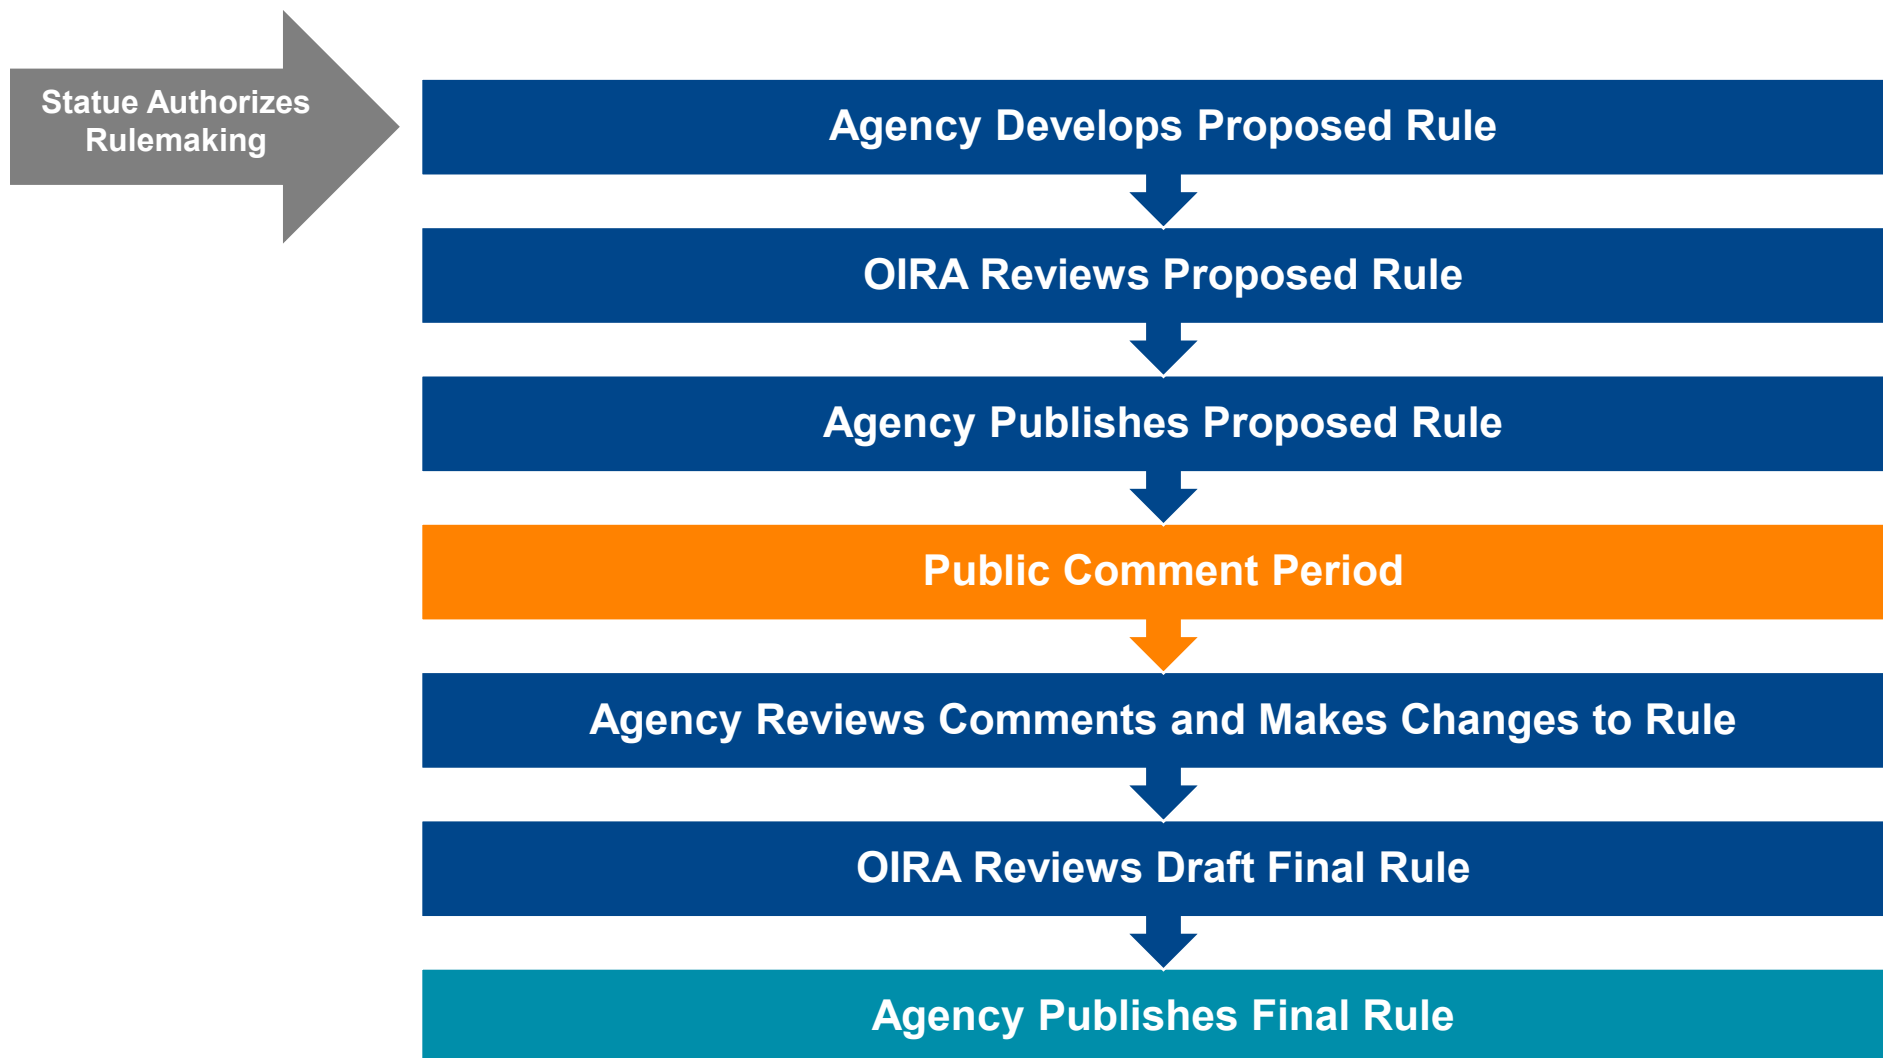 Statue Authorizes
Rulemaking
Agency Develops Proposed Rule
OIRA Reviews Proposed Rule
Agency Publishes Proposed Rule
Public Comment Period
Agency Reviews Comments and Makes Changes to Rule
OIRA Reviews Draft Final Rule
Agency Publishes Final Rule